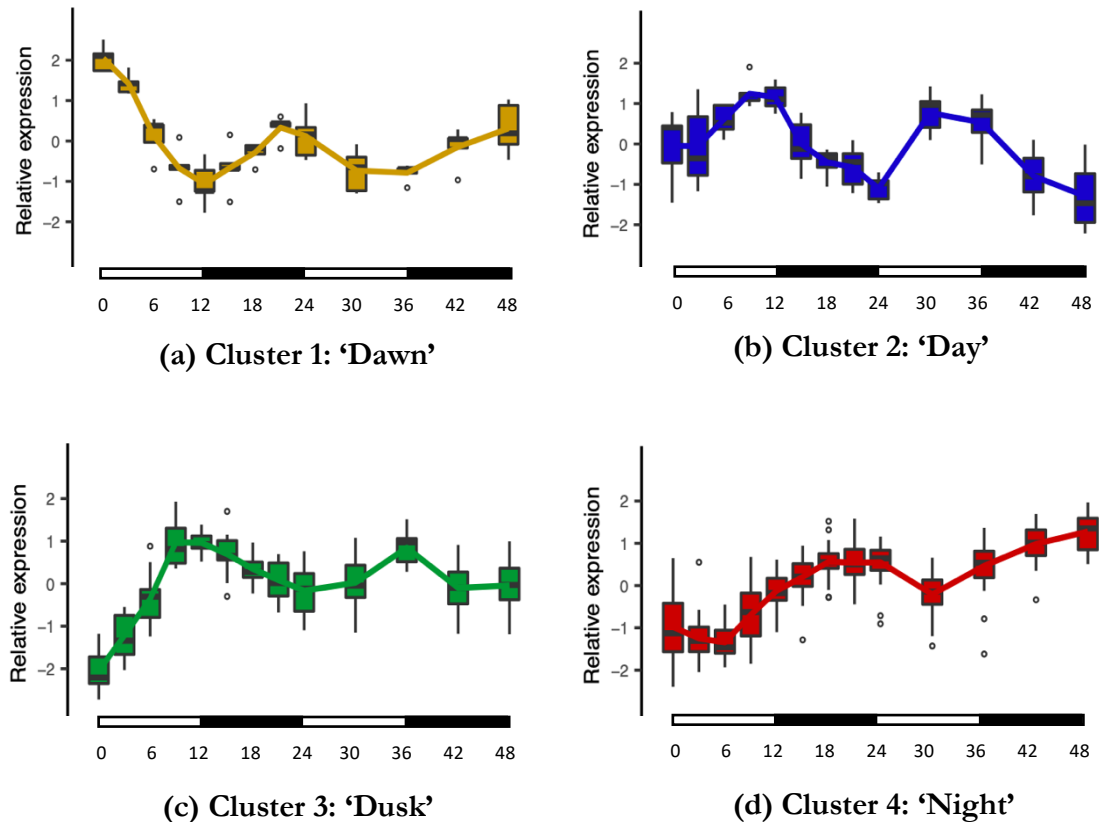 Relative expression
2
1
0
−1
−2
0 6 12 18 24 30 36 42 48
(a) Cluster 1: ‘Dawn’
Relative expression
2
1
0
−1
−2
0 6 12 18 24 30 36 42 48
(b) Cluster 2: ‘Day’
Relative expression
2
1
0
−1
−2
0 6 12 18 24 30 36 42 48
(c) Cluster 3: ‘Dusk’
Relative expression
2
1
0
−1
−2
0 6 12 18 24 30 36 42 48
(d) Cluster 4: ‘Night’